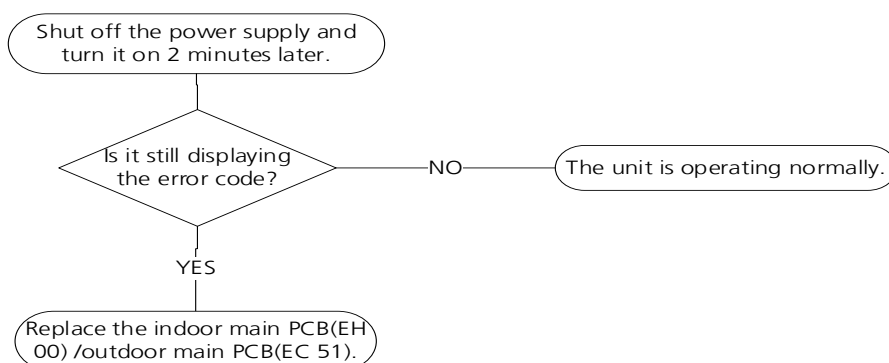 Shut off the power supply and
turn it on 2 minutes later.
Is it still displaying
the error code?
NO
The unit is operating normally.
YES
Replace the indoor main PCB(EH
00) /outdoor main PCB(EC 51).